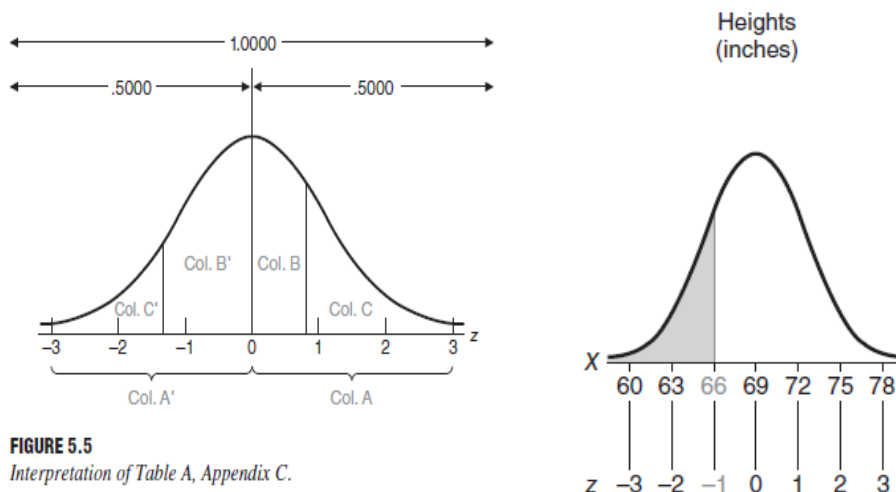 1.0000
.5000 .5000
Col. B' Col. B
Col. C' Col. C
–3 –2 –1 0 1 2 3 z
Col. A' Col. A
FIGURE 5.5
Interpretation of Table A, Appendix C.
Heights
(inches)
X 60 63 66 69 72 75 78
z –3 –2 –1 0 1 2 3